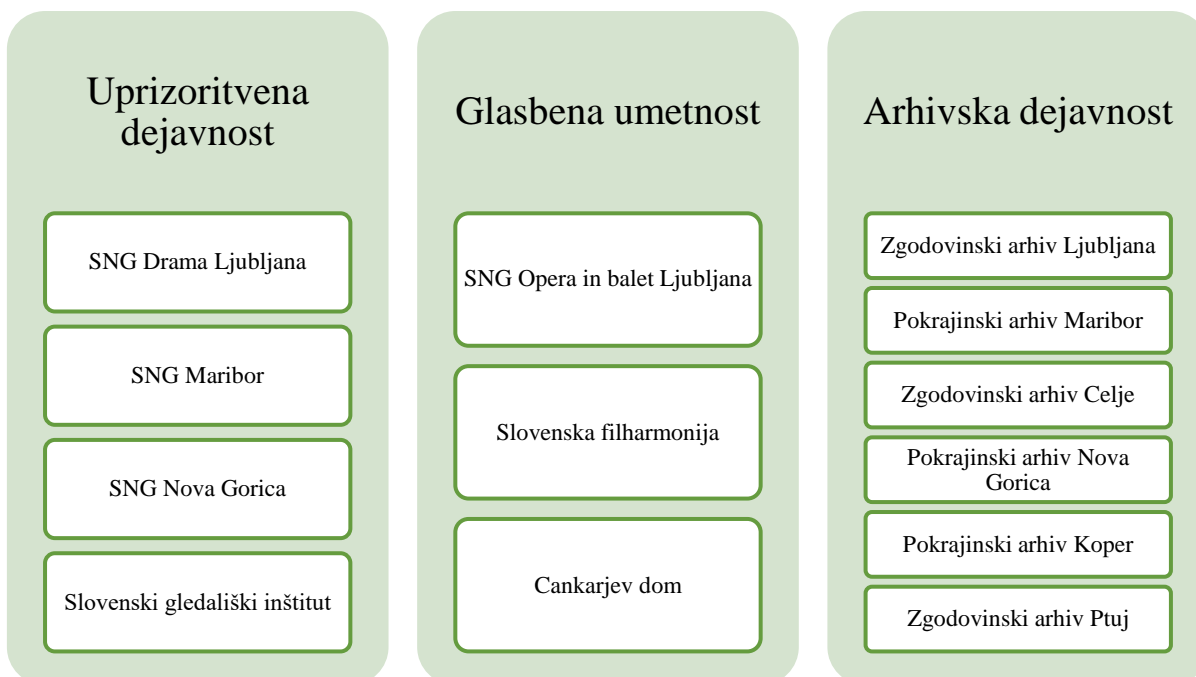 Uprizoritvena
dejavnost
SNG Drama Ljubljana
SNG Maribor
SNG Nova Gorica
Slovenski gledališki inštitut
Glasbena umetnost
SNG Opera in balet Ljubljana
Slovenska filharmonija
Cankarjev dom
Arhivska dejavnost
Zgodovinski arhiv Ljubljana
Pokrajinski arhiv Maribor
Zgodovinski arhiv Celje
Pokrajinski arhiv Nova
Gorica
Pokrajinski arhiv Koper
Zgodovinski arhiv Ptuj